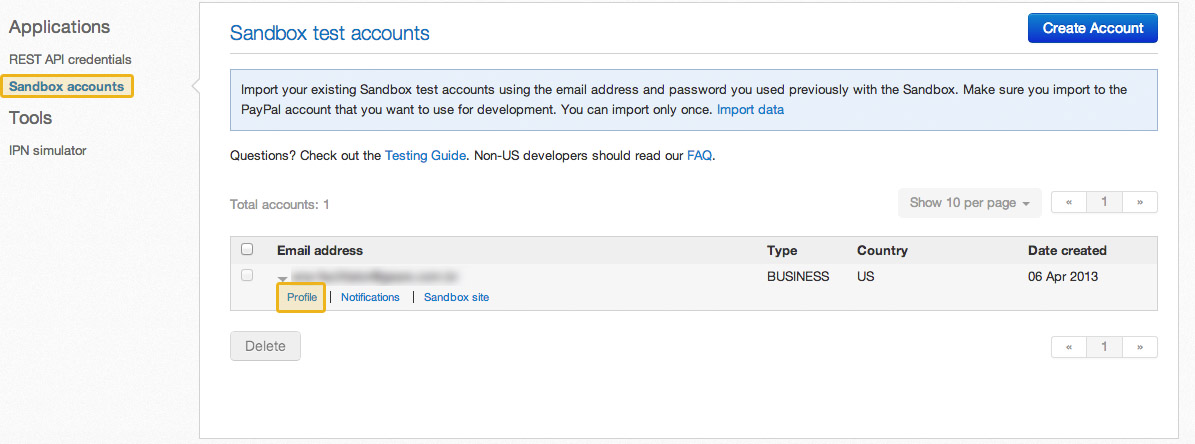 Applications
REST API credentials
Sandbox accounts
Tools
IPN simulator
Sandbox test accounts
Create Account
Import your existing Sandbox test accounts using the email address and password you used previously with the Sandbox. Make sure you import to the
PayPal account that you want to use for development. You can import only once. Import data
Questions? Check out the Testing Guide. Non-US developers should read our FAQ.
Total accounts: 1
Show 10 per page
« 1 »
Email address Type Country Date created
BUSINESS US 06 Apr 2013
Profile | Notifications | Sandbox site
Delete
« 1 »